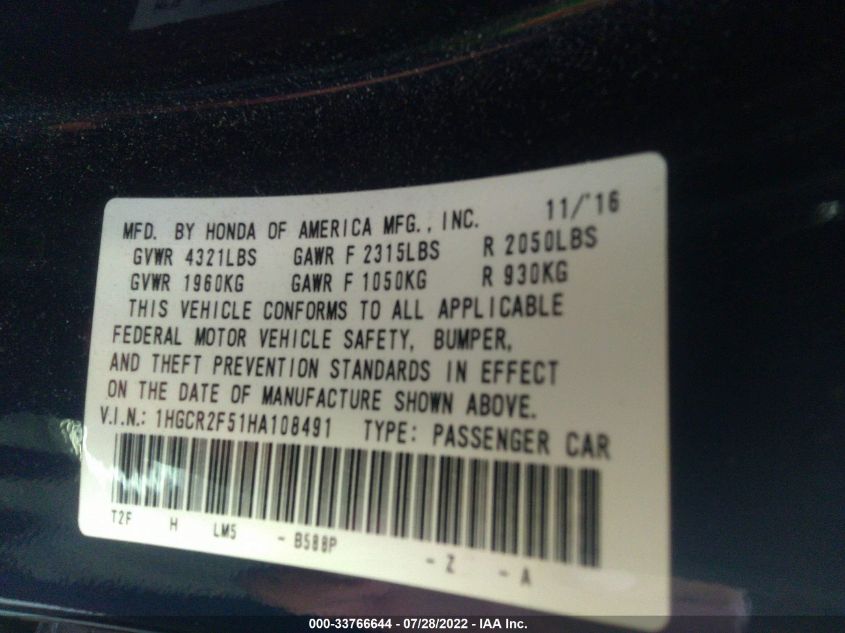 MFD. BY HONDA OF AMERICA MFG., INC. 11/'16
GVWR 4321LBS GAWR F 2315LBS R 2050LBS
GVWR 1960KG GAWR F 1050KG R 930KG
THIS VEHICLE CONFORMS TO ALL APPLICABLE
FEDERAL MOTOR VEHICLE SAFETY, BUMPER,
AND THEFT PREVENTION STANDARDS IN EFFECT
ON THE DATE OF MANUFACTURE SHOWN ABOVE.
V.I.N.: 1HGCR2F51HA108491 TYPE: PASSENGER CAR
T2F H LM5 - B588P - Z - A
000-33766644 - 07/28/2022 - IAA Inc.